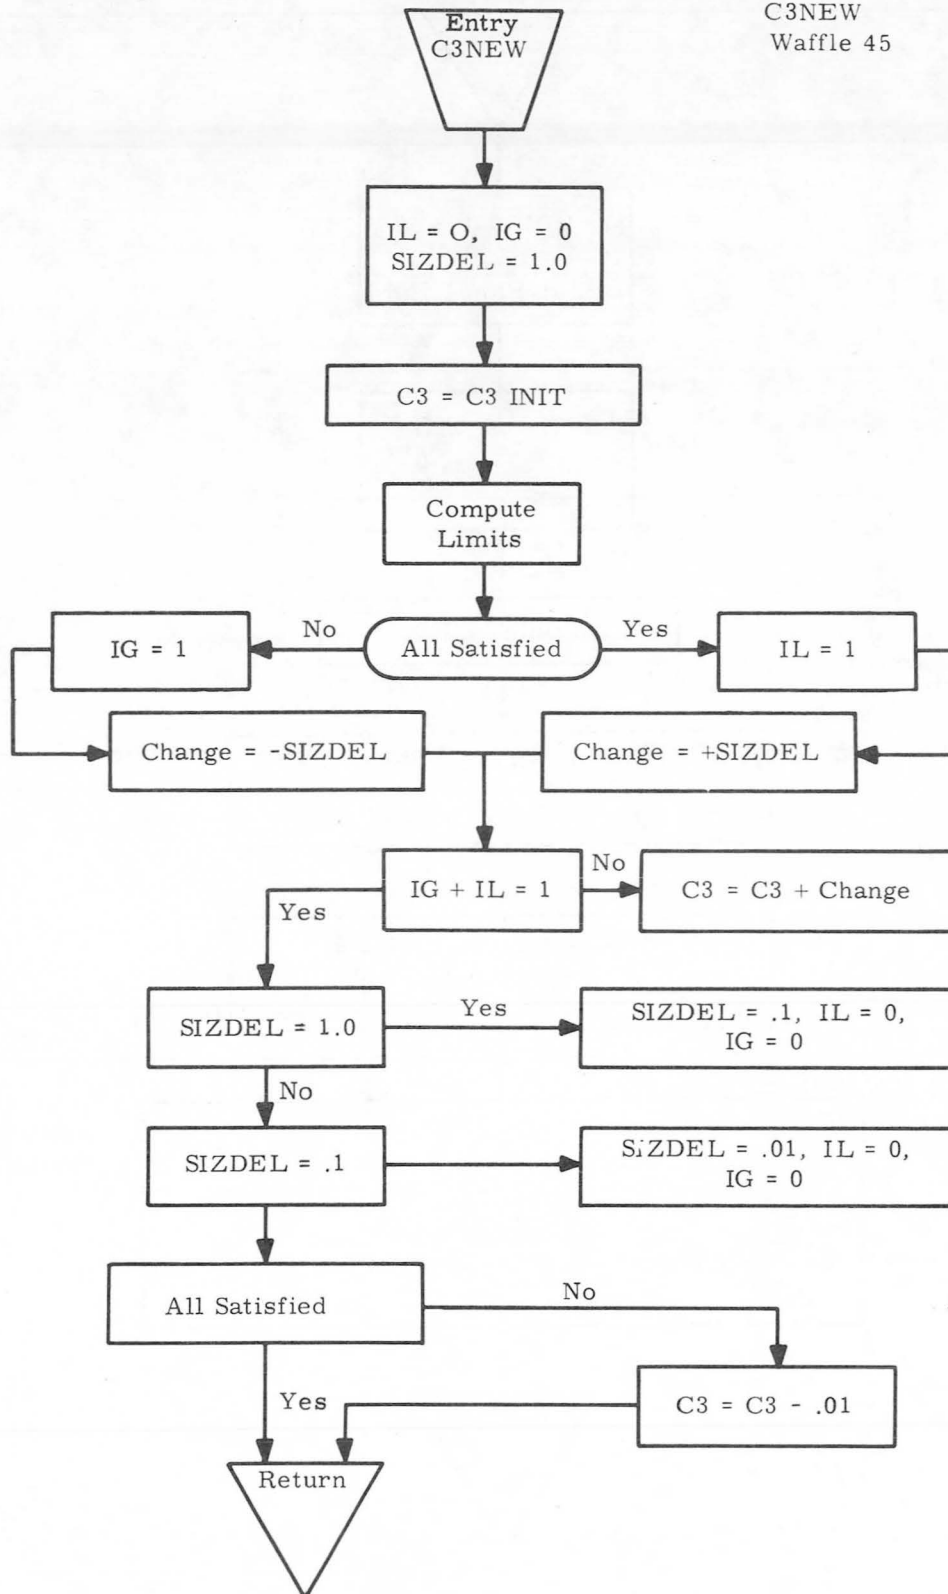 C3NEW
Waffle 45
Entry
C3NEW
IL = O, IG = 0
SIZDEL = 1.0
C3 = C3 INIT
Compute
Limits
No
All Satisfied
Yes
IG = 1
IL = 1
Change = -SIZDEL
Change = +SIZDEL
IG + IL = 1
No
C3 = C3 + Change
Yes
SIZDEL = 1.0
Yes
SIZDEL = .1, IL = 0,
IG = 0
No
SIZDEL = .1
SIZDEL = .01, IL = 0,
IG = 0
All Satisfied
No
Yes
C3 = C3 - .01
Return